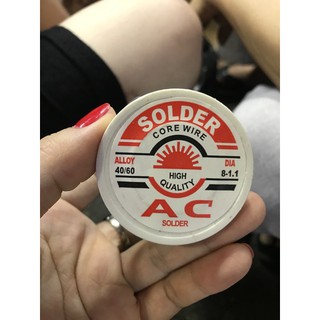 SOLDER
CORE WIRE
ALLOY
40/60
DIA
8-1.1
HIGH
QUALITY
AC
SOLDER